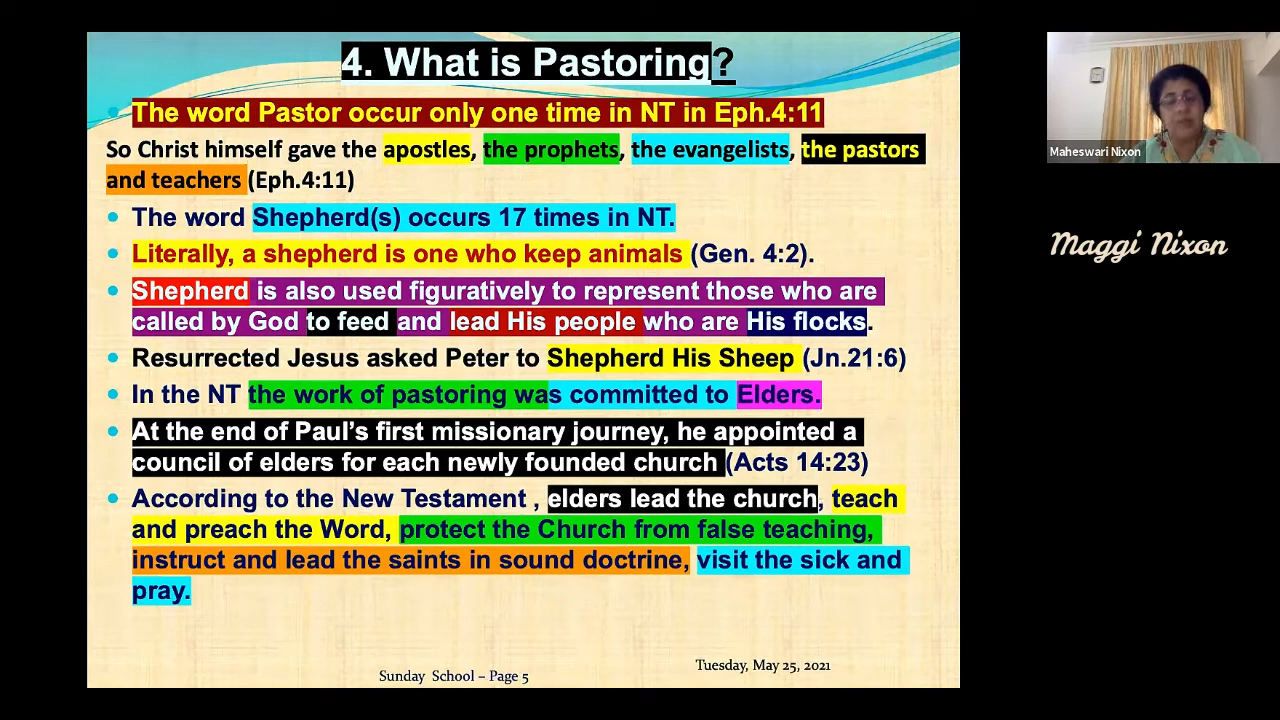 4. What is Pastoring?
• The word Pastor occur only one time in NT in Eph.4:11
So Christ himself gave the apostles, the prophets, the evangelists, the pastors
and teachers (Eph.4:11)
• The word Shepherd(s) occurs 17 times in NT.
• Literally, a shepherd is one who keep animals (Gen. 4:2).
• Shepherd is also used figuratively to represent those who are
called by God to feed and lead His people who are His flocks.
• Resurrected Jesus asked Peter to Shepherd His Sheep (Jn.21:6)
• In the NT the work of pastoring was committed to Elders.
• At the end of Paul’s first missionary journey, he appointed a
council of elders for each newly founded church (Acts 14:23)
• According to the New Testament , elders lead the church, teach
and preach the Word, protect the Church from false teaching,
instruct and lead the saints in sound doctrine, visit the sick and
pray.
Sunday School – Page 5
Tuesday, May 25, 2021
Maheswari Nixon
Maggi Nixon